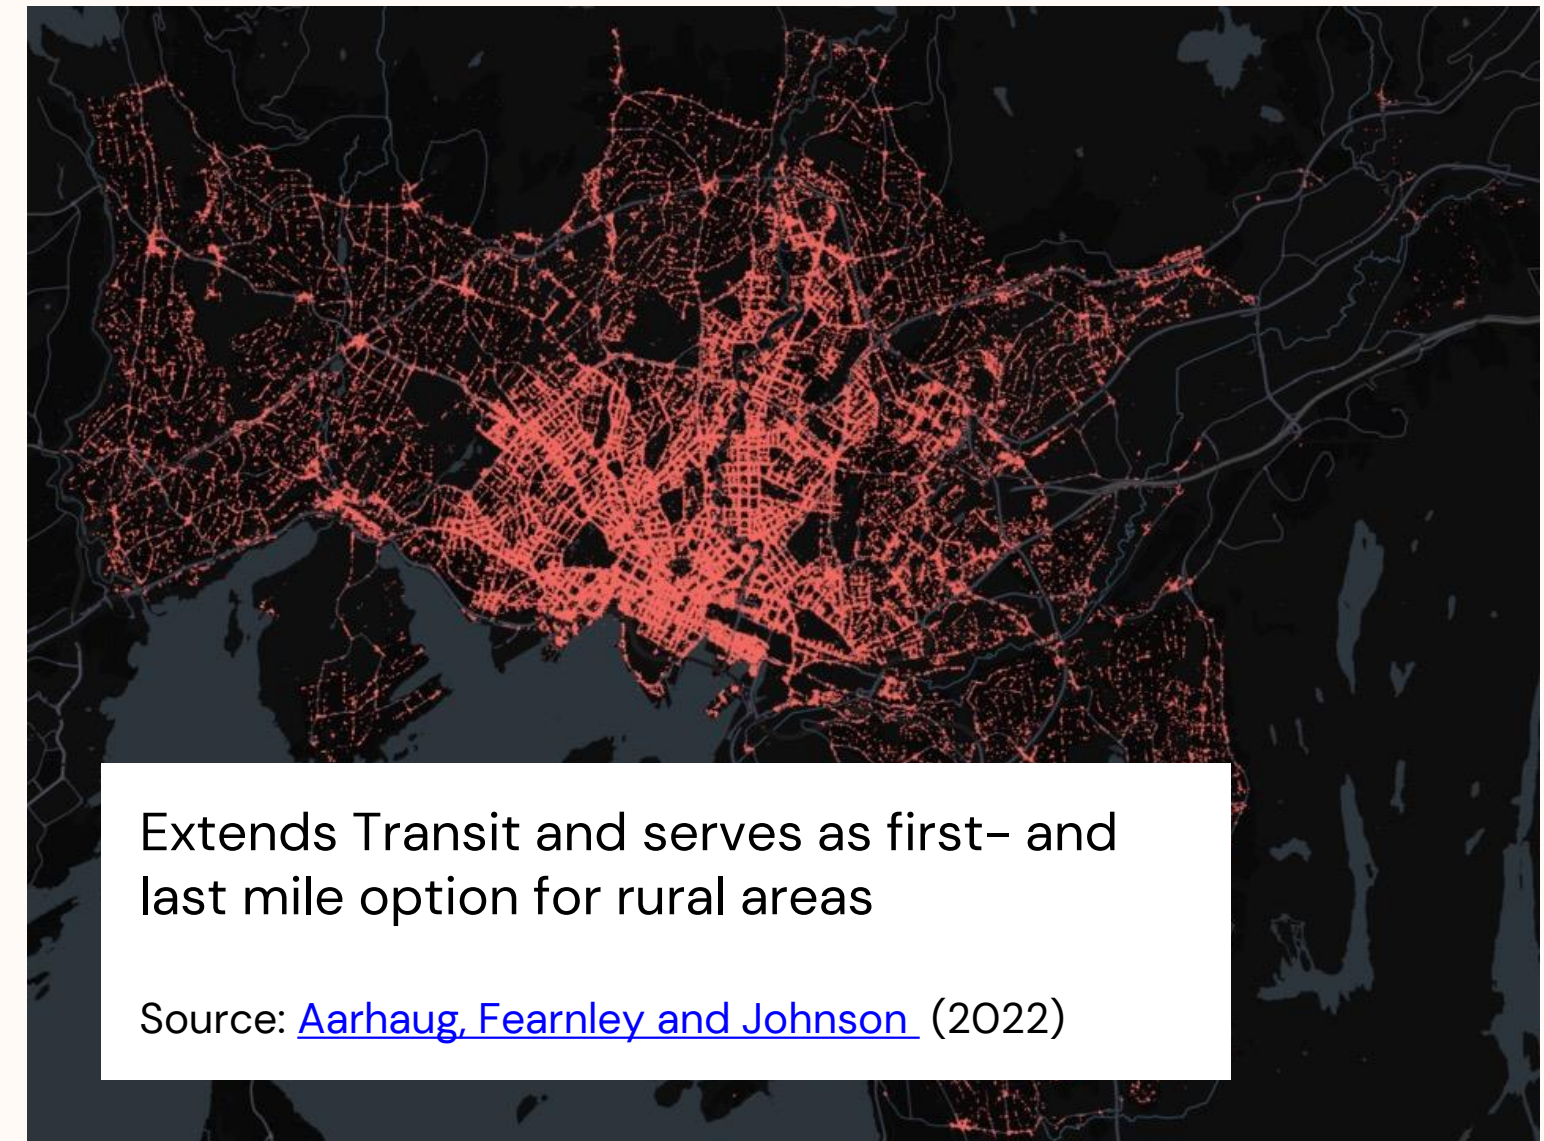 Extends Transit and serves as first- and
last mile option for rural areas
Source: Aarhaug, Fearnley and Johnson (2022)